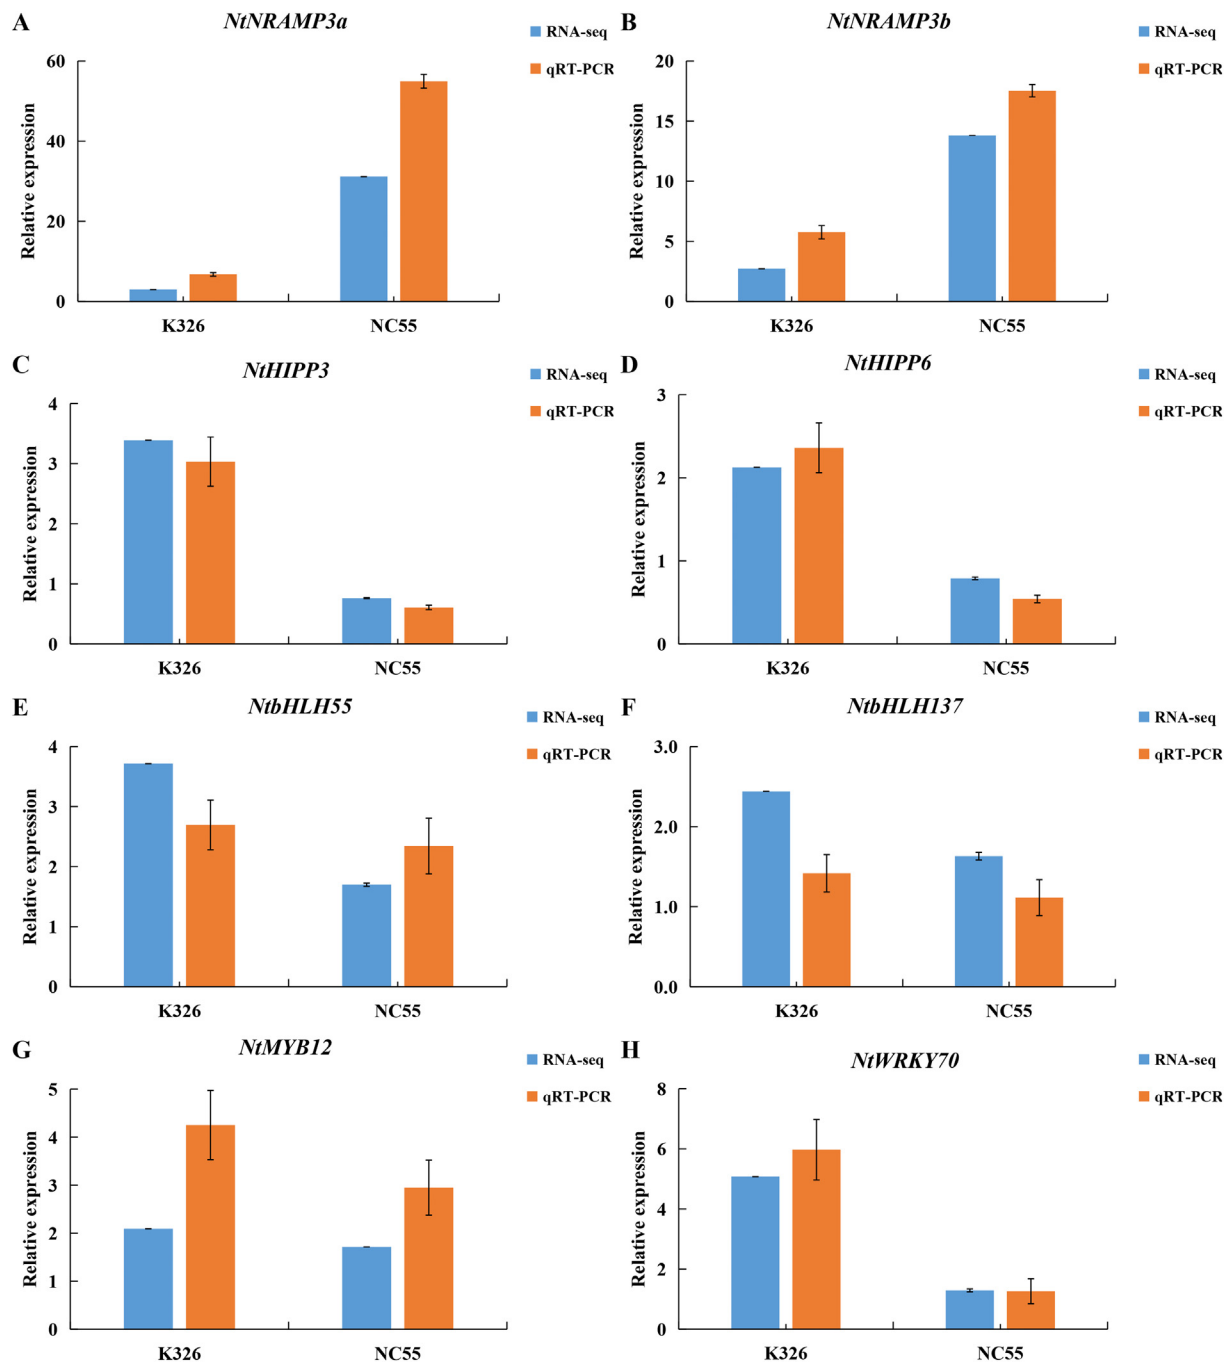 A
NtNRAMP3a
RNA-seq
qRT-PCR
Relative expression
60
40
20
0
K326
NC55
B
NtNRAMP3b
RNA-seq
qRT-PCR
Relative expression
20
15
10
5
0
K326
NC55
C
NtHIPP3
RNA-seq
qRT-PCR
Relative expression
4
3
2
1
0
K326
NC55
D
NtHIPP6
RNA-seq
qRT-PCR
Relative expression
3
2
1
0
K326
NC55
E
NtbHLH55
RNA-seq
qRT-PCR
Relative expression
4
3
2
1
0
K326
NC55
F
NtbHLH137
RNA-seq
qRT-PCR
Relative expression
3.0
2.0
1.0
0.0
K326
NC55
G
NtMYB12
RNA-seq
qRT-PCR
Relative expression
5
4
3
2
1
0
K326
NC55
H
NtWRKY70
RNA-seq
qRT-PCR
Relative expression
8
6
4
2
0
K326
NC55